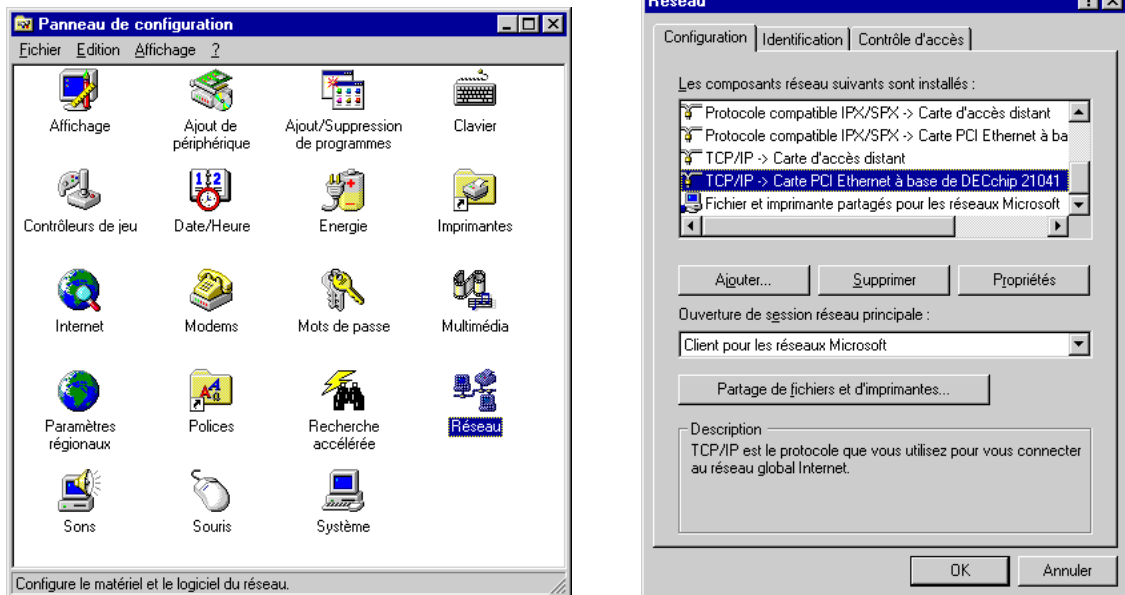 Panneau de configuration
Fichier Edition Affichage ?
Affichage
Ajout de
périphérique
Ajout/Suppression
de programmes
Clavier
Contrôleurs de jeu
Date/Heure
Energie
Imprimantes
Internet
Modems
Mots de passe
Multimédia
Paramètres
régionaux
Polices
Recherche
accélérée
Réseau
Sons
Souris
Système
Configure le matériel et le logiciel du réseau.
Réseau
Configuration Identification Contrôle d'accès
Les composants réseau suivants sont installés :
Protocole compatible IPX/SPX -> Carte d'accès distant
Protocole compatible IPX/SPX -> Carte PCI Ethernet à ba
TCP/IP -> Carte d'accès distant
TCP/IP -> Carte PCI Ethernet à base de DECchip 21041
Fichier et imprimante partagés pour les réseaux Microsoft
Ajouter... Supprimer Propriétés
Ouverture de session réseau principale :
Client pour les réseaux Microsoft
Partage de fichiers et d'imprimantes...
Description
TCP/IP est le protocole que vous utilisez pour vous connecter
au réseau global Internet.
OK Annuler